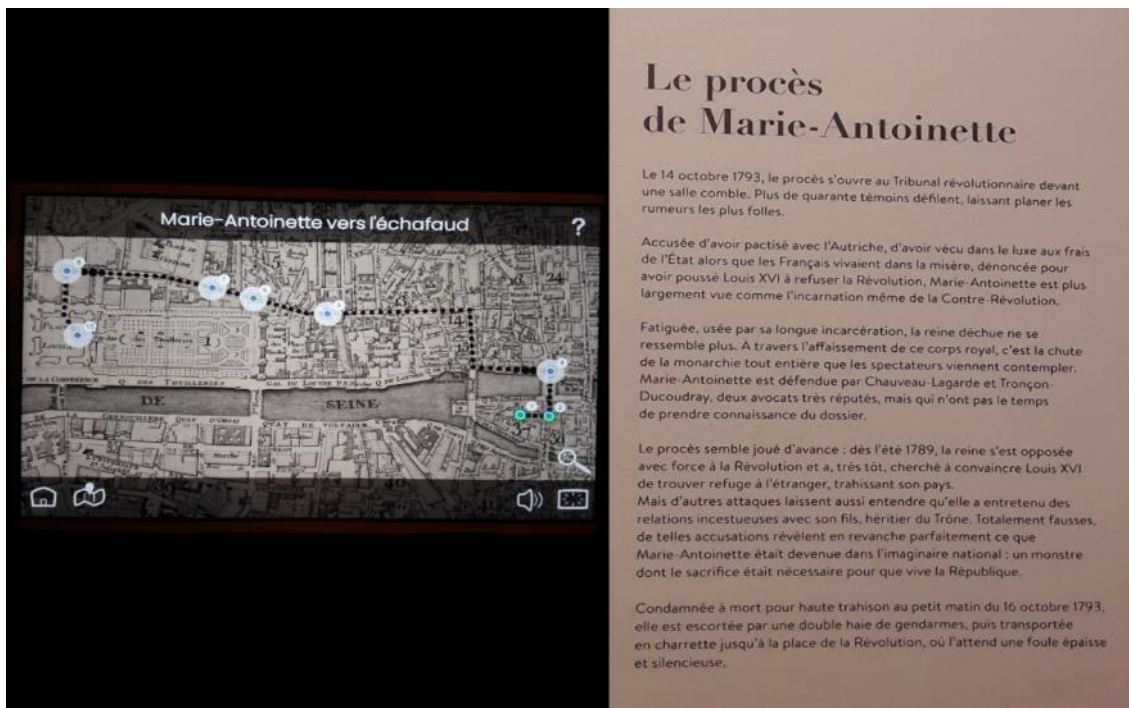 Marie-Antoinette vers l'échafaud
?
14
DE LA CONFERENCE
Q. DES TUILLERIES
DE
SEINE
QUAY DE VOLTAIRE
Marché
Le procès
de Marie-Antoinette
Le 14 octobre 1793, le procès s'ouvre au Tribunal révolutionnaire devant
une salle comble. Plus de quarante témoins défilent, laissant planer les
rumeurs les plus folles.
Accusée d'avoir pactisé avec l'Autriche, d'avoir vécu dans le luxe aux frais
de l'État alors que les Français vivaient dans la misère, dénoncée pour
avoir poussé Louis XVI à refuser la Révolution, Marie-Antoinette est plus
largement vue comme l'incarnation même de la Contre-Révolution.
Fatiguée, usée par sa longue incarcération, la reine déchue ne se
ressemble plus. À travers l'affaissement de ce corps royal, c'est la chute
de la monarchie tout entière que les spectateurs viennent contempler.
Marie-Antoinette est défendue par Chauveau-Lagarde et Tronçon-
Ducoudray, deux avocats très réputés, mais qui n'ont pas le temps
de prendre connaissance du dossier.
Le procès semble joué d'avance : dès l'été 1789, la reine s'est opposée
avec force à la Révolution et a, très tôt, cherché à convaincre Louis XVI
de trouver refuge à l'étranger, trahissant son pays.
Mais d'autres attaques laissent aussi entendre qu'elle a entretenu des
relations incestueuses avec son fils, héritier du Trône. Totalement fausses,
de telles accusations révèlent en revanche parfaitement ce que
Marie-Antoinette était devenue dans l'imaginaire national : un monstre
dont le sacrifice était nécessaire pour que vive la République.
Condamnée à mort pour haute trahison au petit matin du 16 octobre 1793,
elle est escortée par une double haie de gendarmes, puis transportée
en charrette jusqu'à la place de la Révolution, où l'attend une foule épaisse
et silencieuse.